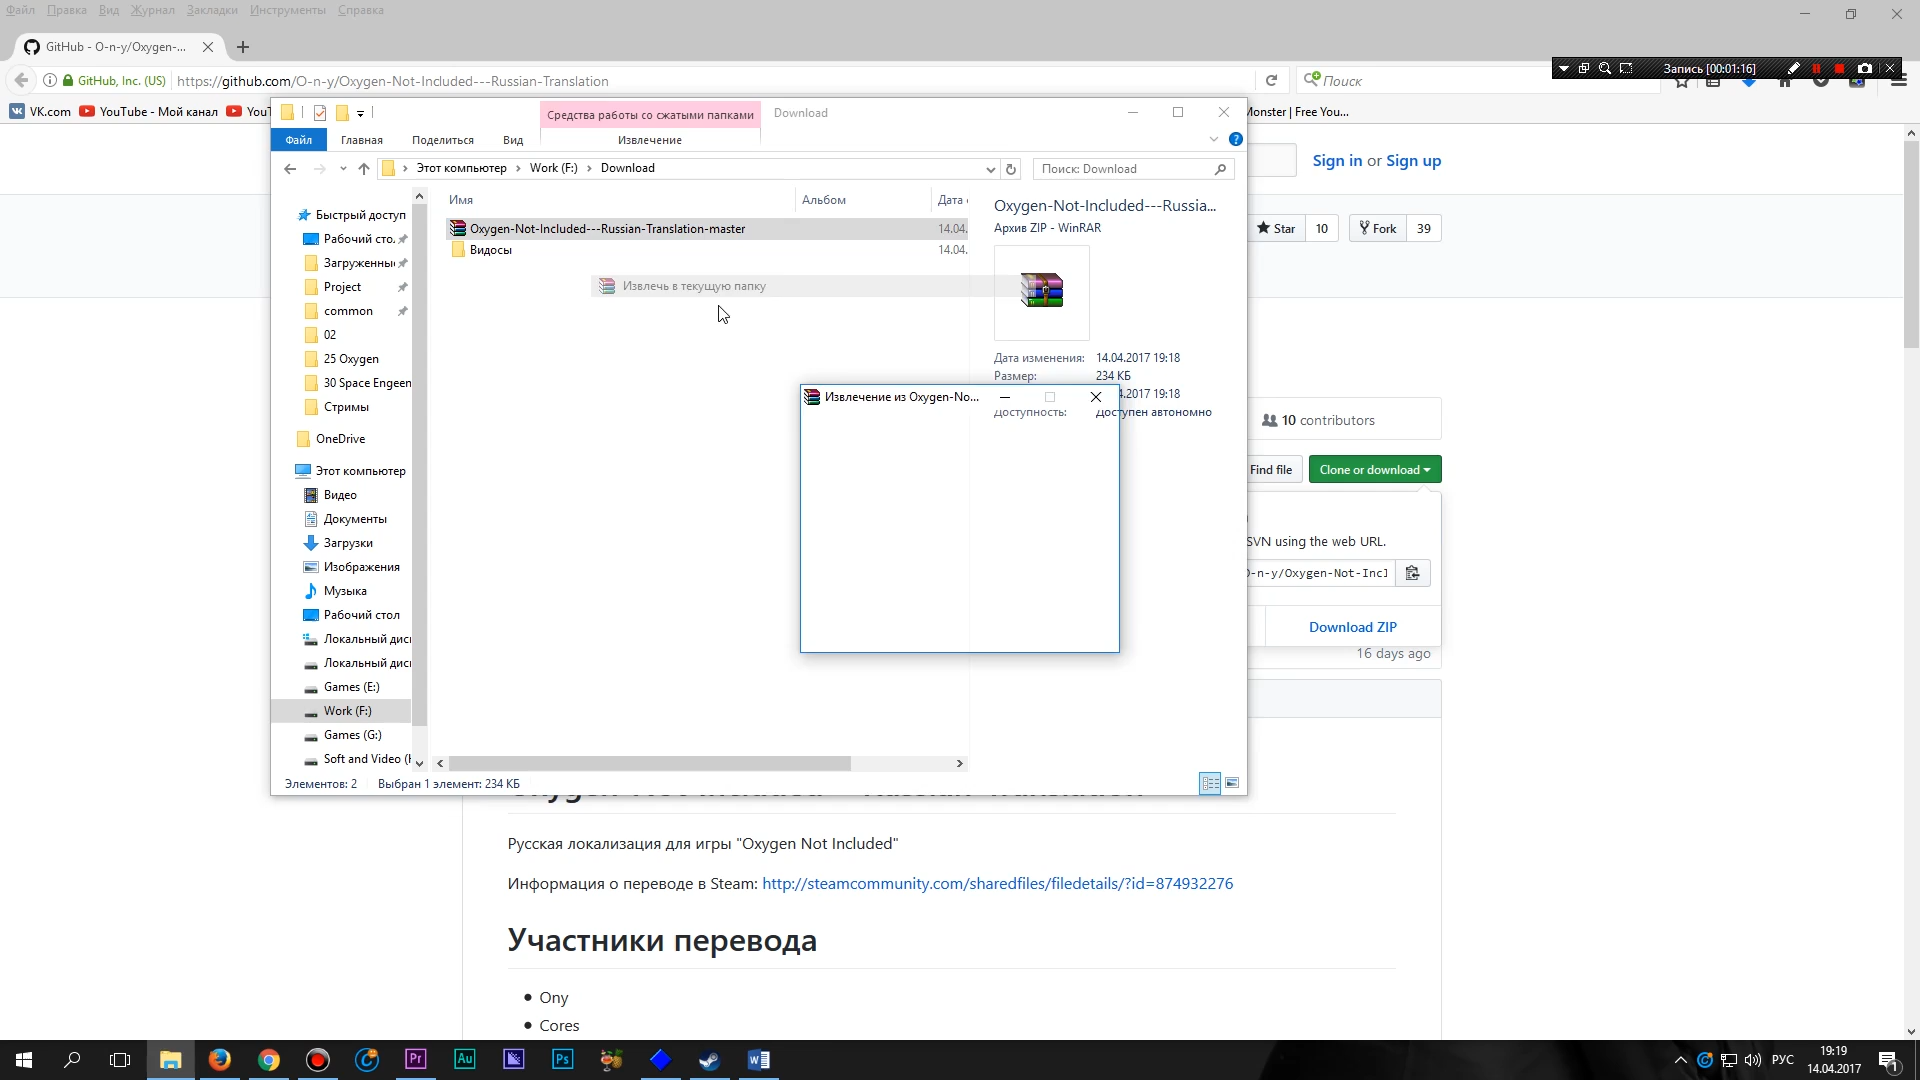 Файл Правка Вид Журнал Закладки Инструменты Справка
GitHub - O-n-y/Oxygen-...
GitHub, Inc. (US) https://github.com/O-n-y/Oxygen-Not-Included---Russian-Translation
Поиск
Запись [00:01:16]
VK.com YouTube - Мой канал
Monster | Free You...
Средства работы со сжатыми папками Download
Файл Главная Поделиться Вид Извлечение
Этот компьютер Work (F:) Download
Поиск: Download
Sign in or Sign up
Имя Альбом Дата
Oxygen-Not-Included---Russian-Translation-master 14.04.
Видосы 14.04.
Извлечь в текущую папку
Быстрый доступ
Рабочий сто.
Загруженны
Project
common
02
25 Oxygen
30 Space Engeen
Стримы
OneDrive
Этот компьютер
Видео
Документы
Загрузки
Изображения
Музыка
Рабочий стол
Локальный дис
Локальный дис
Games (E:)
Work (F:)
Games (G:)
Soft and Video (
Oxygen-Not-Included---Russia...
Архив ZIP - WinRAR
Дата изменения: 14.04.2017 19:18
Размер: 234 КБ
4.2017 19:18
Доступность: Доступен автономно
Извлечение из Oxygen-No...
Элементов: 2 Выбран 1 элемент: 234 КБ
Star 10 Fork 39
10 contributors
Find file Clone or download
SVN using the web URL.
O-n-y/Oxygen-Not-Incl
Download ZIP
16 days ago
Русская локализация для игры "Oxygen Not Included"
Информация о переводе в Steam: http://steamcommunity.com/sharedfiles/filedetails/?id=874932276
Участники перевода
Ony
Cores
Pr Au Ps
РУС
19:19
14.04.2017
1